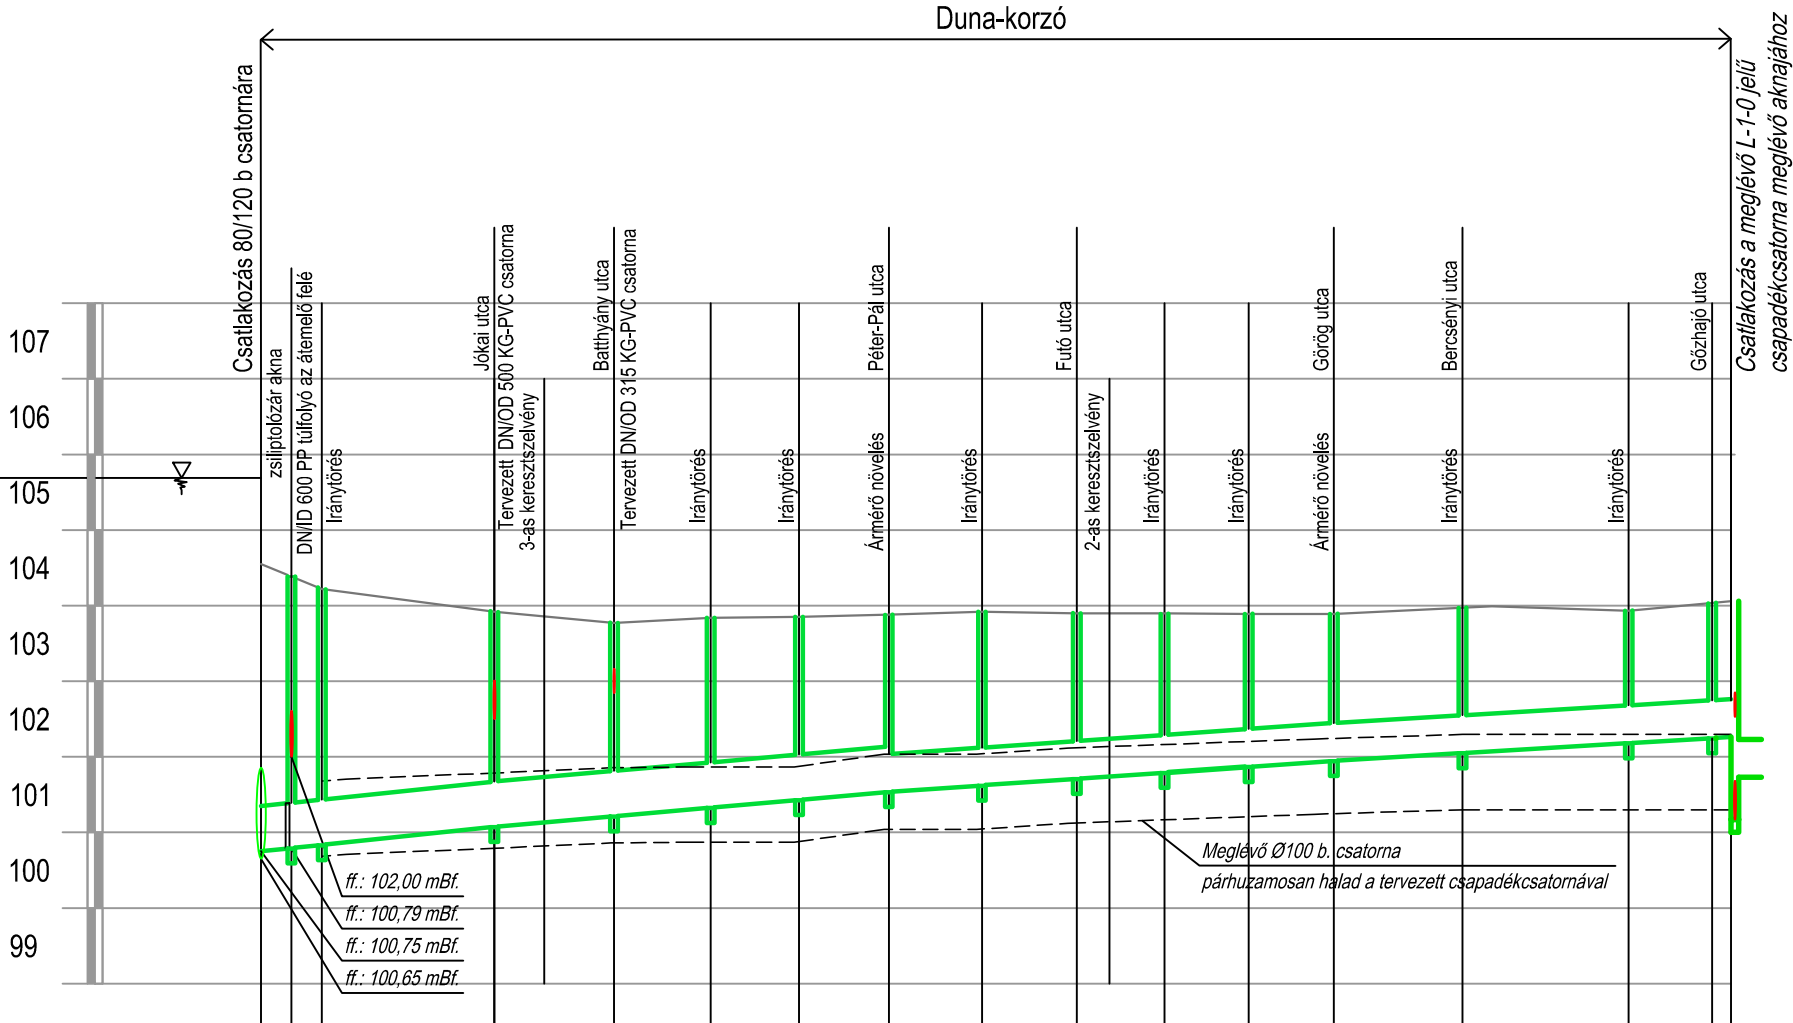 Duna-korzó
Csatlakozás 80/120 b csatornára
zsiliptolózár akna
DN/ID 600 PP túlfolyó az átemelő felé
Iránytörés
Jókai utca
Tervezett DN/OD 500 KG-PVC csatorna
3-as keresztszelvény
Batthyány utca
Tervezett DN/OD 315 KG-PVC csatorna
Iránytörés
Iránytörés
Péter-Pál utca
Ármérő növelés
Iránytörés
Futó utca
2-as keresztszelvény
Iránytörés
Iránytörés
Görög utca
Ármérő növelés
Bercsényi utca
Iránytörés
Iránytörés
Gőzhajó utca
Csatlakozás a meglévő L-1-0 jelű
csapadékcsatorna meglévő aknajához
107
106
105
104
103
102
101
100
99
ff.: 102,00 mBf.
ff.: 100,79 mBf.
ff.: 100,75 mBf.
ff.: 100,65 mBf.
Meglévő Ø100 b. csatorna
párhuzamosan halad a tervezett csapadékcsatornával